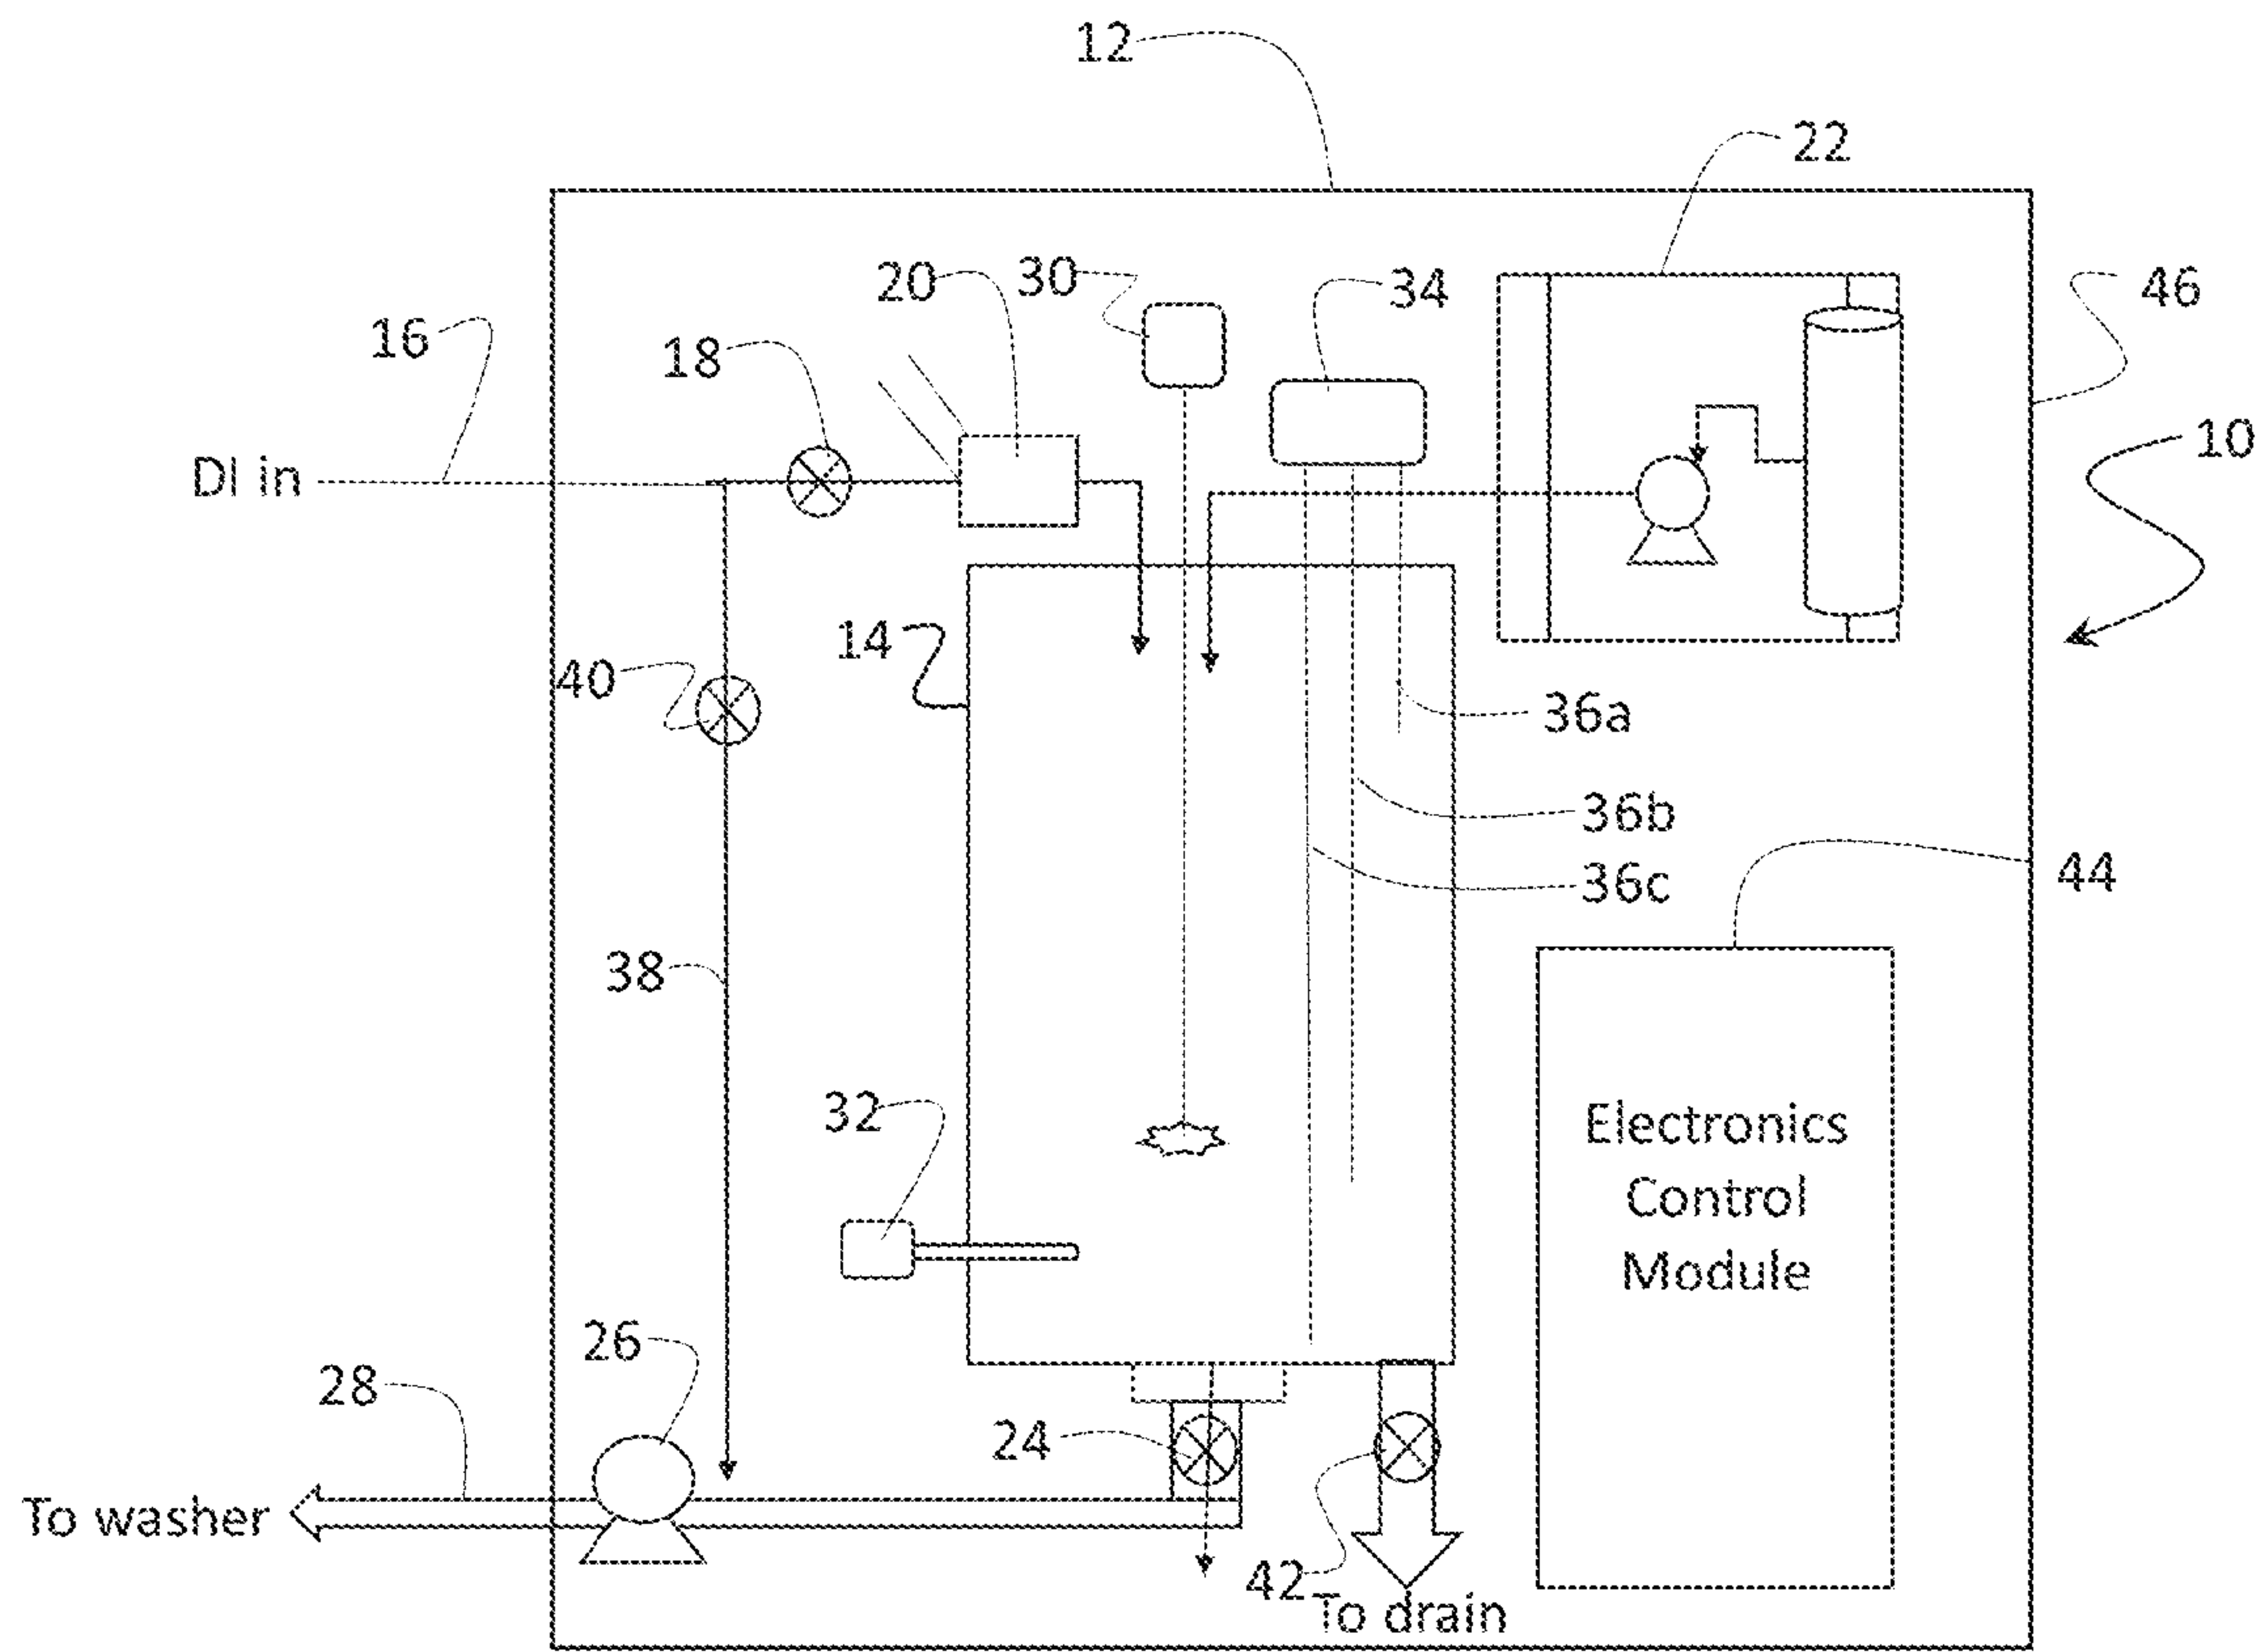 12
22
20
30
34
46
16
18
10
DI in
14
40
36a
36b
36c
44
38
32
Electronics
Control
Module
26
28
24
To washer
42
To drain